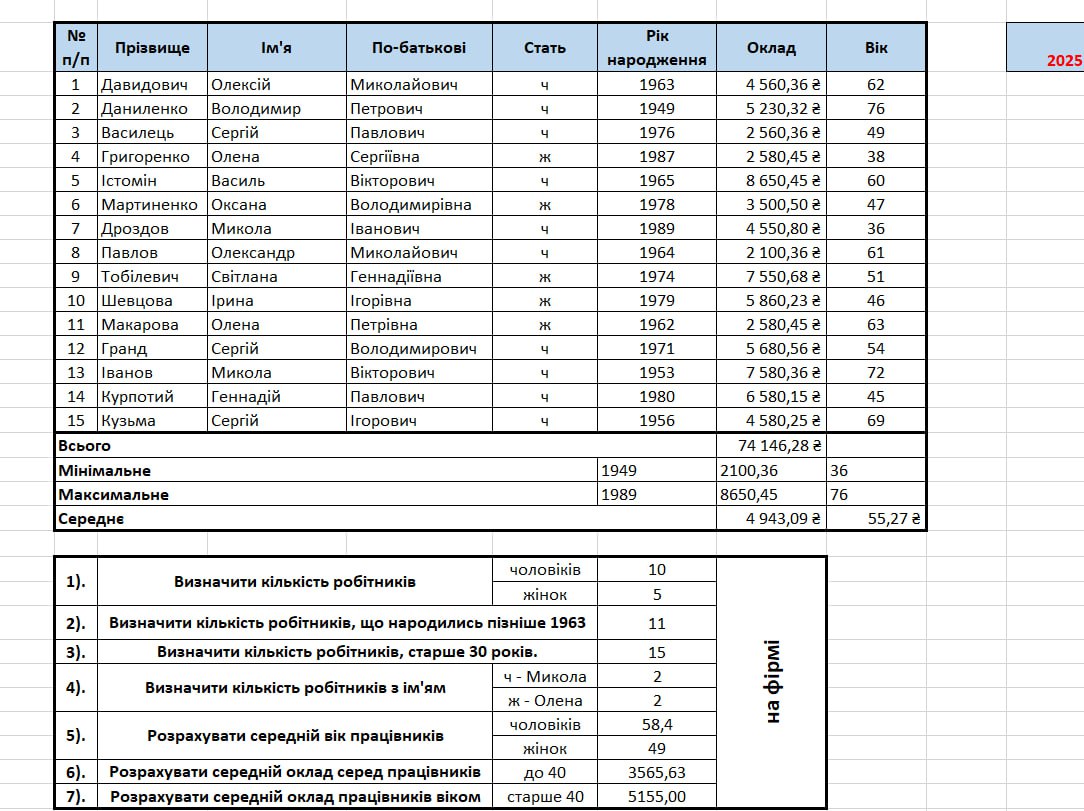 № п/п Прізвище Ім'я По-батькові Стать Рік народження Оклад Вік 2025
1 Давидович Олексій Миколайович ч 1963 4 560,36 ₴ 62
2 Даниленко Володимир Петрович ч 1949 5 230,32 ₴ 76
3 Василець Сергій Павлович ч 1976 2 560,36 ₴ 49
4 Григоренко Олена Сергіївна ж 1987 2 580,45 ₴ 38
5 Істомін Василь Вікторович ч 1965 8 650,45 ₴ 60
6 Мартиненко Оксана Володимирівна ж 1978 3 500,50 ₴ 47
7 Дроздов Микола Іванович ч 1989 4 550,80 ₴ 36
8 Павлов Олександр Миколайович ч 1964 2 100,36 ₴ 61
9 Тобілевич Світлана Геннадіївна ж 1974 7 550,68 ₴ 51
10 Шевцова Ірина Ігорівна ж 1979 5 860,23 ₴ 46
11 Макарова Олена Петрівна ж 1962 2 580,45 ₴ 63
12 Гранд Сергій Володимирович ч 1971 5 680,56 ₴ 54
13 Іванов Микола Вікторович ч 1953 7 580,36 ₴ 72
14 Курпотий Геннадій Павлович ч 1980 6 580,15 ₴ 45
15 Кузьма Сергій Ігорович ч 1956 4 580,25 ₴ 69
Всього 74 146,28 ₴
Мінімальне 1949 2100,36 36
Максимальне 1989 8650,45 76
Середнє 4 943,09 ₴ 55,27 ₴
1). Визначити кількість робітників чоловіків 10
жінок 5
2). Визначити кількість робітників, що народились пізніше 1963 11
3). Визначити кількість робітників, старше 30 років. 15
4). Визначити кількість робітників з ім'ям ч - Микола 2
ж - Олена 2
5). Розрахувати середній вік працівників чоловіків 58,4
жінок 49
6). Розрахувати середній оклад серед працівників до 40 3565,63
7). Розрахувати середній оклад працівників віком старше 40 5155,00
на фірмі